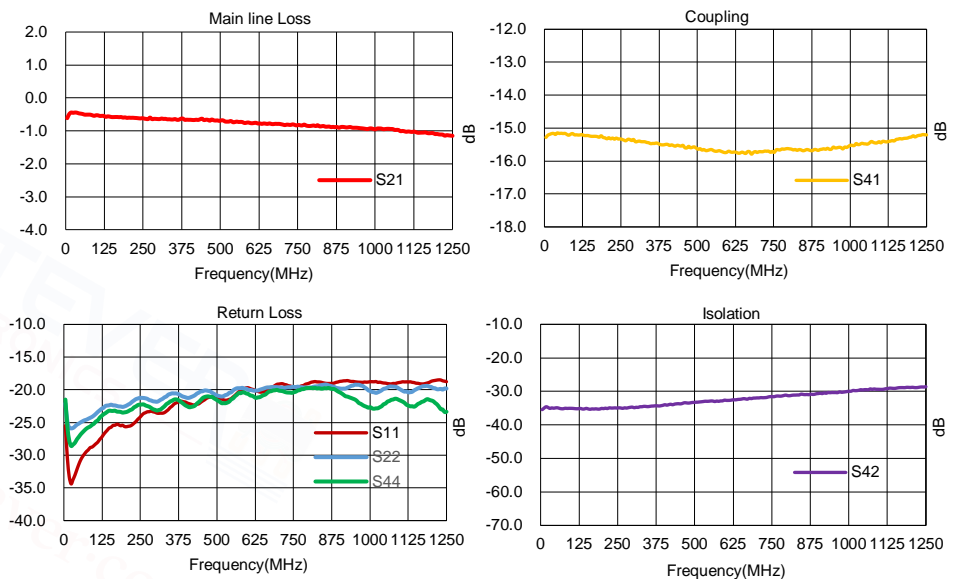 Main line Loss
2.0
1.0
0.0
-1.0
-2.0
-3.0
-4.0
S21
dB
0 125 250 375 500 625 750 875 1000 1125 1250
Frequency(MHz)
Coupling
-12.0
-13.0
-14.0
-15.0
-16.0
-17.0
-18.0
S41
dB
0 125 250 375 500 625 750 875 1000 1125 1250
Frequency(MHz)
Return Loss
-10.0
-15.0
-20.0
-25.0
-30.0
-35.0
-40.0
S11
S22
S44
dB
0 125 250 375 500 625 750 875 1000 1125 1250
Frequency(MHz)
Isolation
-10.0
-20.0
-30.0
-40.0
-50.0
-60.0
-70.0
S42
dB
0 125 250 375 500 625 750 875 1000 1125 1250
Frequency(MHz)